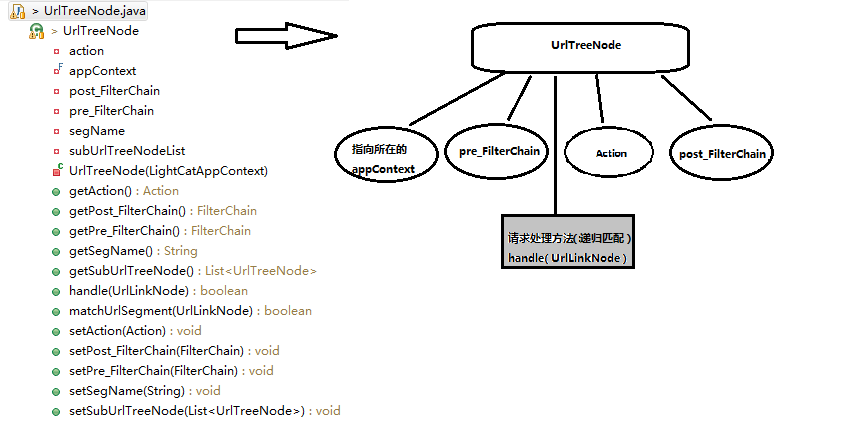 > UrlTreeNode.java
> UrlTreeNode
action
appContext
post_FilterChain
pre_FilterChain
segName
subUrlTreeNodeList
UrlTreeNode(LightCatAppContext)
getAction() : Action
getPost_FilterChain() : FilterChain
getPre_FilterChain() : FilterChain
getSegName() : String
getSubUrlTreeNode() : List<UrlTreeNode>
handle(UrlLinkNode) : boolean
matchUrlSegment(UrlLinkNode) : boolean
setAction(Action) : void
setPost_FilterChain(FilterChain) : void
setPre_FilterChain(FilterChain) : void
setSegName(String) : void
setSubUrlTreeNode(List<UrlTreeNode>) : void
UrlTreeNode
指向所在的
appContext
pre_FilterChain
Action
post_FilterChain
请求处理方法(递归匹配)
handle( UrlLinkNode )